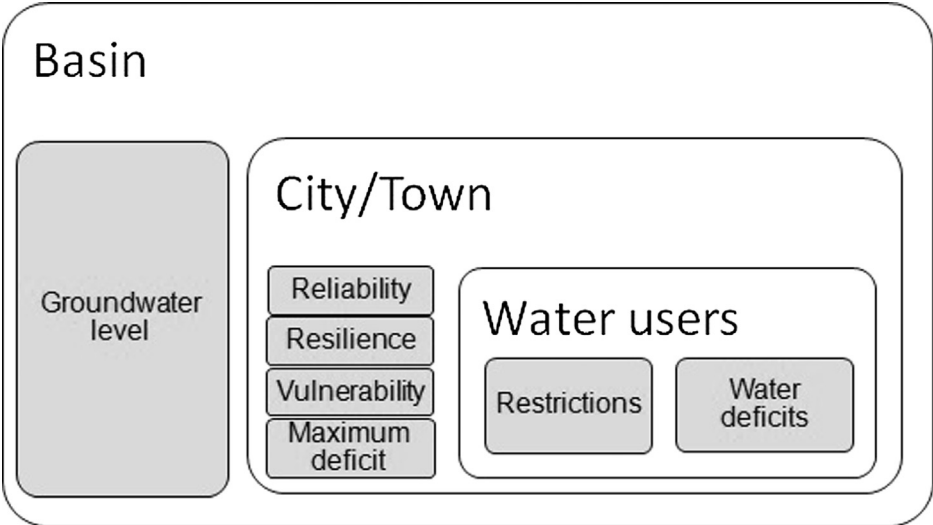 Basin
Groundwater
level
City/Town
Reliability
Resilience
Vulnerability
Maximum
deficit
Water users
Restrictions
Water
deficits